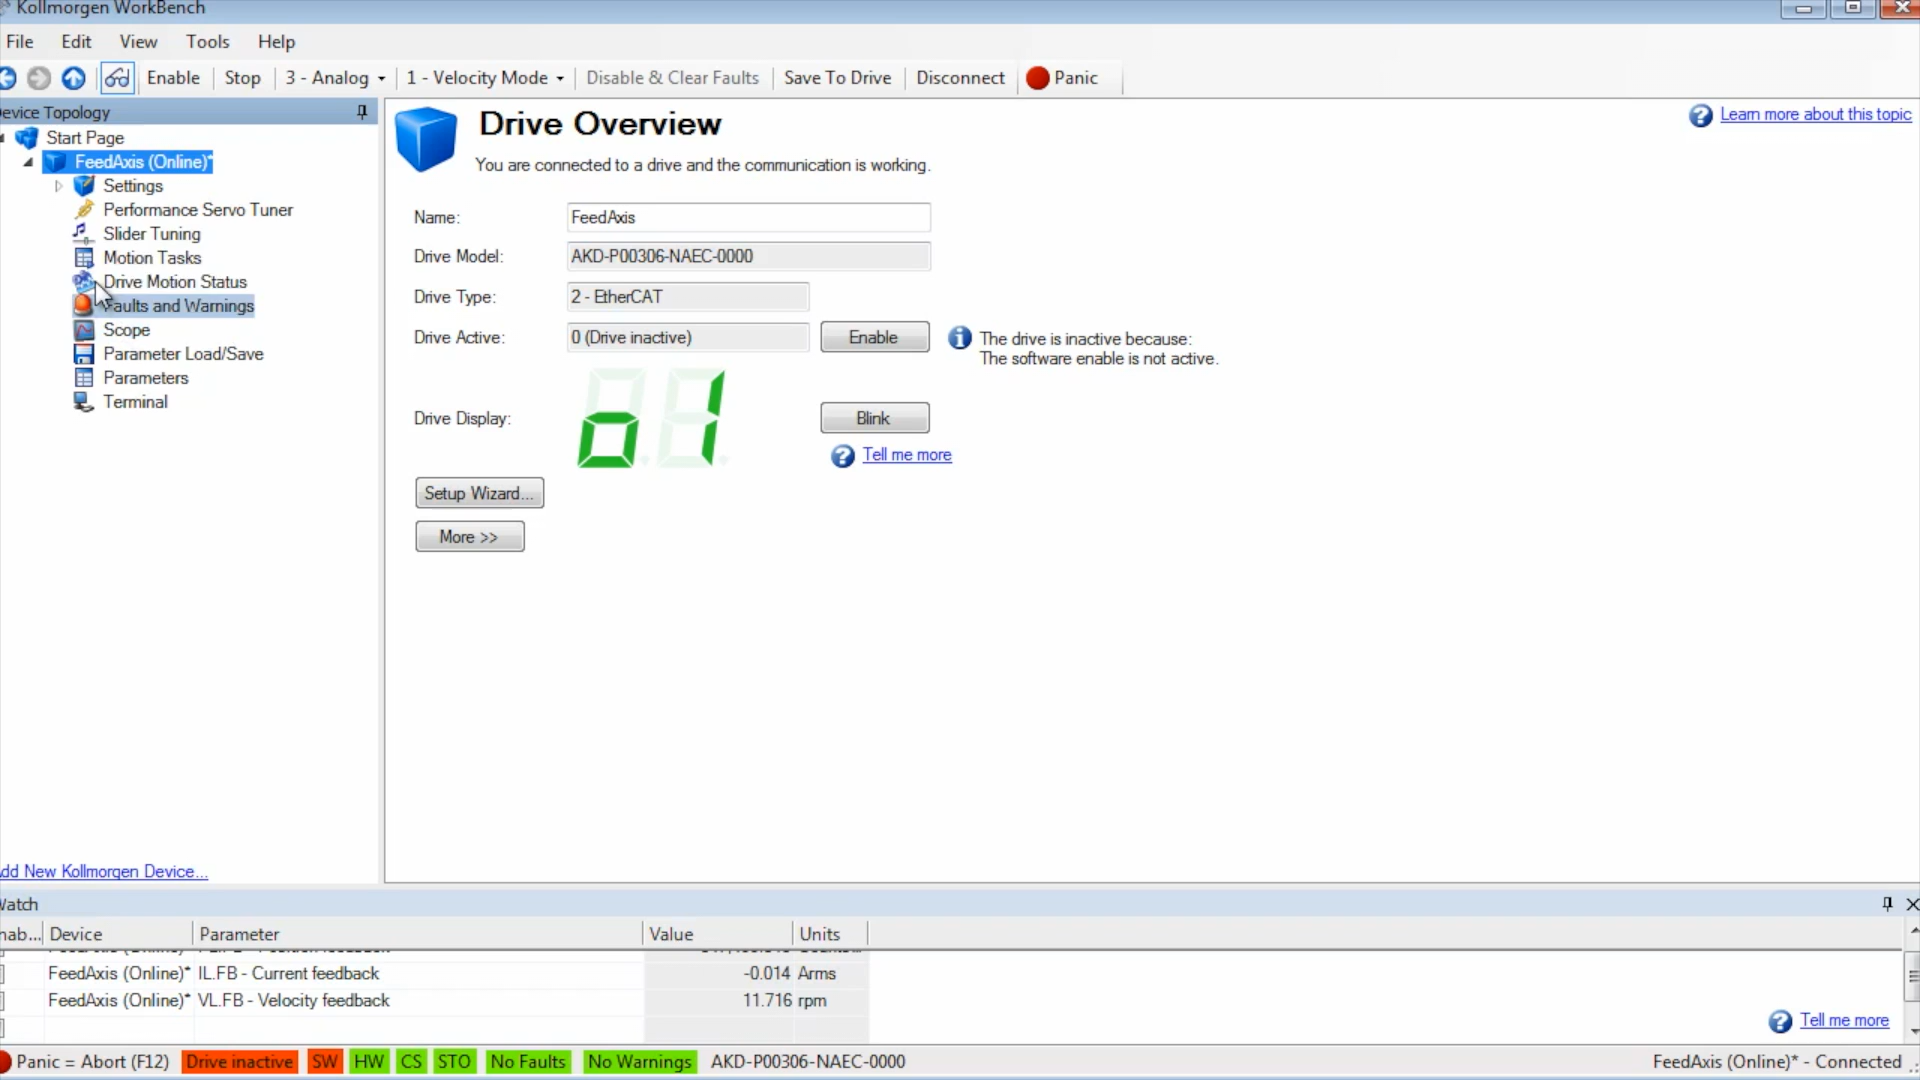 Kollmorgen WorkBench
File Edit View Tools Help
Enable Stop 3 - Analog 1 - Velocity Mode Disable & Clear Faults Save To Drive Disconnect Panic
evice Topology
Start Page
FeedAxis (Online)*
Settings
Performance Servo Tuner
Slider Tuning
Motion Tasks
Drive Motion Status
Faults and Warnings
Scope
Parameter Load/Save
Parameters
Terminal
dd New Kollmorgen Device...
Drive Overview
Learn more about this topic
You are connected to a drive and the communication is working.
Name: FeedAxis
Drive Model: AKD-P00306-NAEC-0000
Drive Type: 2 - EtherCAT
Drive Active: 0 (Drive inactive) Enable The drive is inactive because:
The software enable is not active.
Drive Display: o1 Blink
Tell me more
Setup Wizard...
More >>
Watch
nab... Device Parameter Value Units
FeedAxis (Online)* IL.FB - Current feedback -0.014 Arms
FeedAxis (Online)* VL.FB - Velocity feedback 11.716 rpm
Tell me more
Panic = Abort (F12) Drive inactive SW HW CS STO No Faults No Warnings AKD-P00306-NAEC-0000 FeedAxis (Online)* - Connected